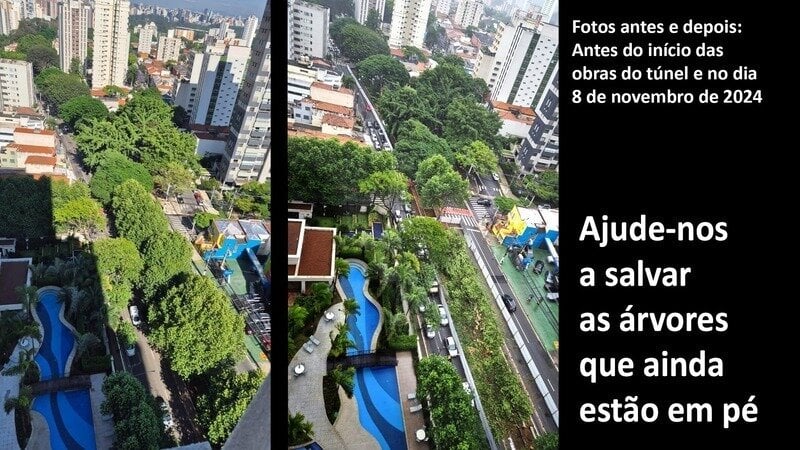 Fotos antes e depois:
Antes do início das
obras do túnel e no dia
8 de novembro de 2024
Ajude-nos
a salvar
as árvores
que ainda
estão em pé